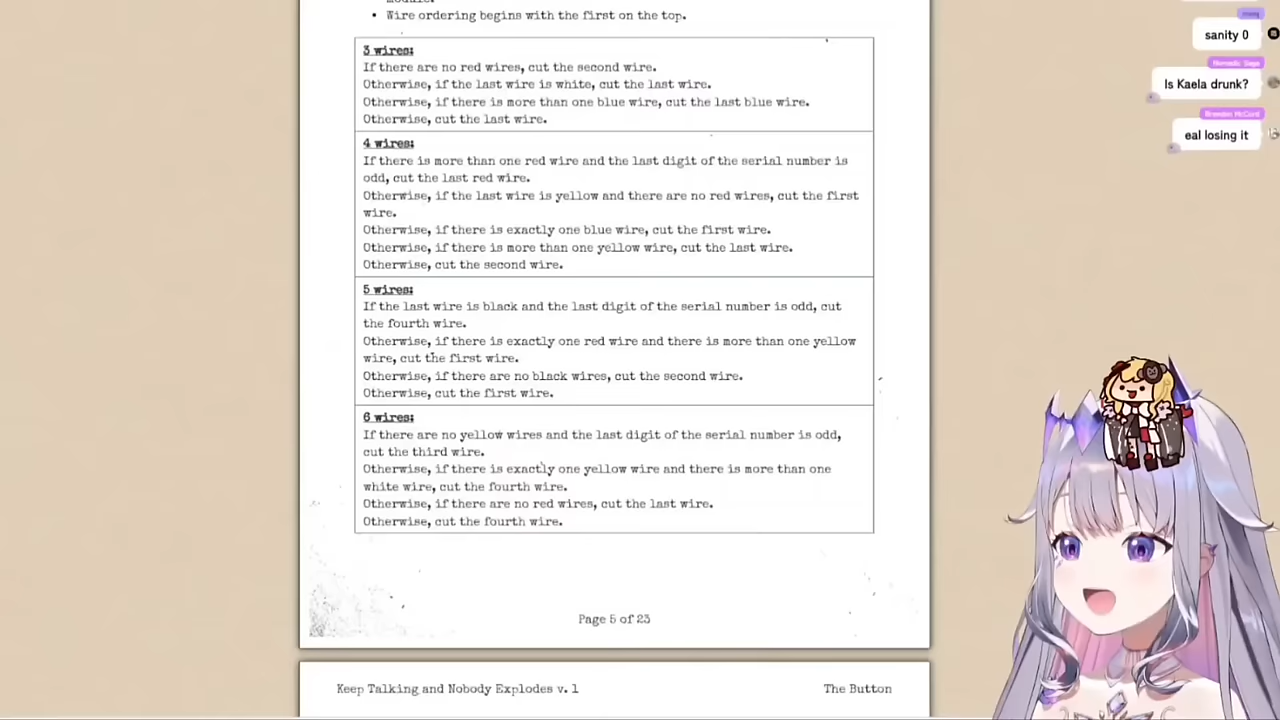 module.
• Wire ordering begins with the first on the top.
3 wires:
If there are no red wires, cut the second wire.
Otherwise, if the last wire is white, cut the last wire.
Otherwise, if there is more than one blue wire, cut the last blue wire.
Otherwise, cut the last wire.
4 wires:
If there is more than one red wire and the last digit of the serial number is
odd, cut the last red wire.
Otherwise, if the last wire is yellow and there are no red wires, cut the first
wire.
Otherwise, if there is exactly one blue wire, cut the first wire.
Otherwise, if there is more than one yellow wire, cut the last wire.
Otherwise, cut the second wire.
5 wires:
If the last wire is black and the last digit of the serial number is odd, cut
the fourth wire.
Otherwise, if there is exactly one red wire and there is more than one yellow
wire, cut the first wire.
Otherwise, if there are no black wires, cut the second wire.
Otherwise, cut the first wire.
6 wires:
If there are no yellow wires and the last digit of the serial number is odd,
cut the third wire.
Otherwise, if there is exactly one yellow wire and there is more than one
white wire, cut the fourth wire.
Otherwise, if there are no red wires, cut the last wire.
Otherwise, cut the fourth wire.
Page 5 of 23
Keep Talking and Nobody Explodes v. 1
The Button
sanity 0
Is Kaela drunk?
Brendan McCord
eal losing it